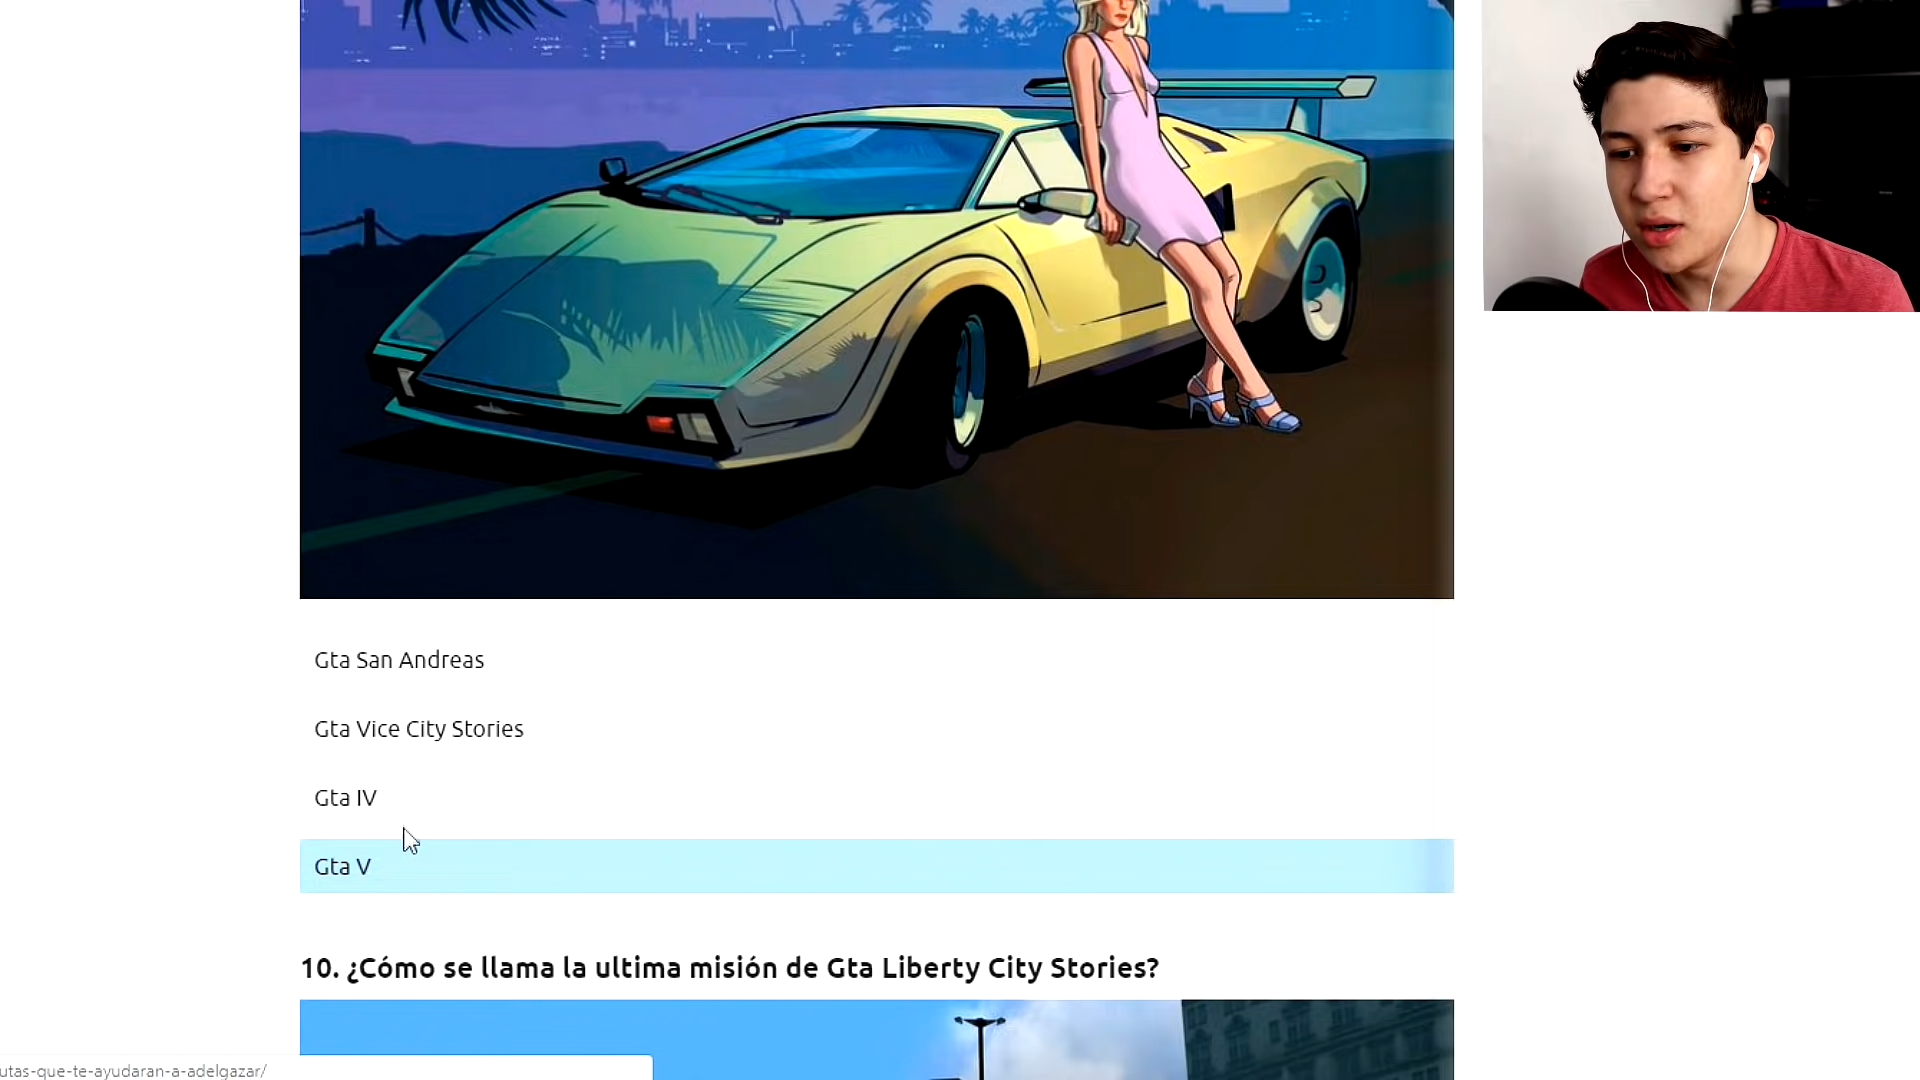 Gta San Andreas
Gta Vice City Stories
Gta IV
Gta V
10. ¿Cómo se llama la ultima misión de Gta Liberty City Stories?
utas-que-te-ayudaran-a-adelgazar/